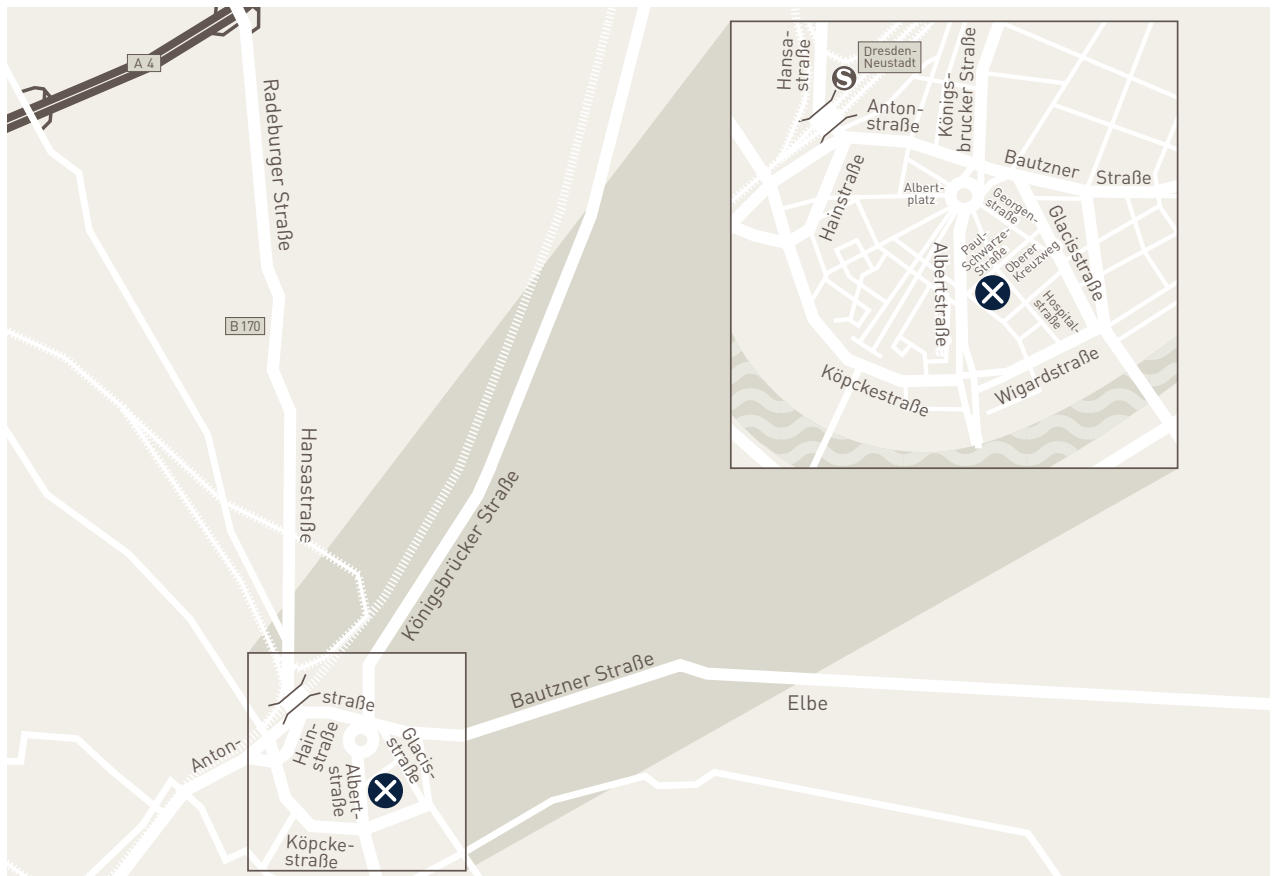 A 4
Radeburger Straße
B 170
Hansastraße
Königsbrücker Straße
Bautzner Straße
Elbe
Anton-
straße
Hain-
straße
Glacis-
straße
Albert-
straße
Köpcke-
straße
Hansa-
straße
S
Dresden-
Neustadt
Königs-
brucker Straße
Anton-
straße
Bautzner Straße
Hainstraße
Albert-
platz
Georgen-
straße
Glacisstraße
Paul-
Schwarze-
Straße
Oberer
Kreuzweg
Albertstraße
Hospital-
straße
Köpckestraße
Wigardstraße